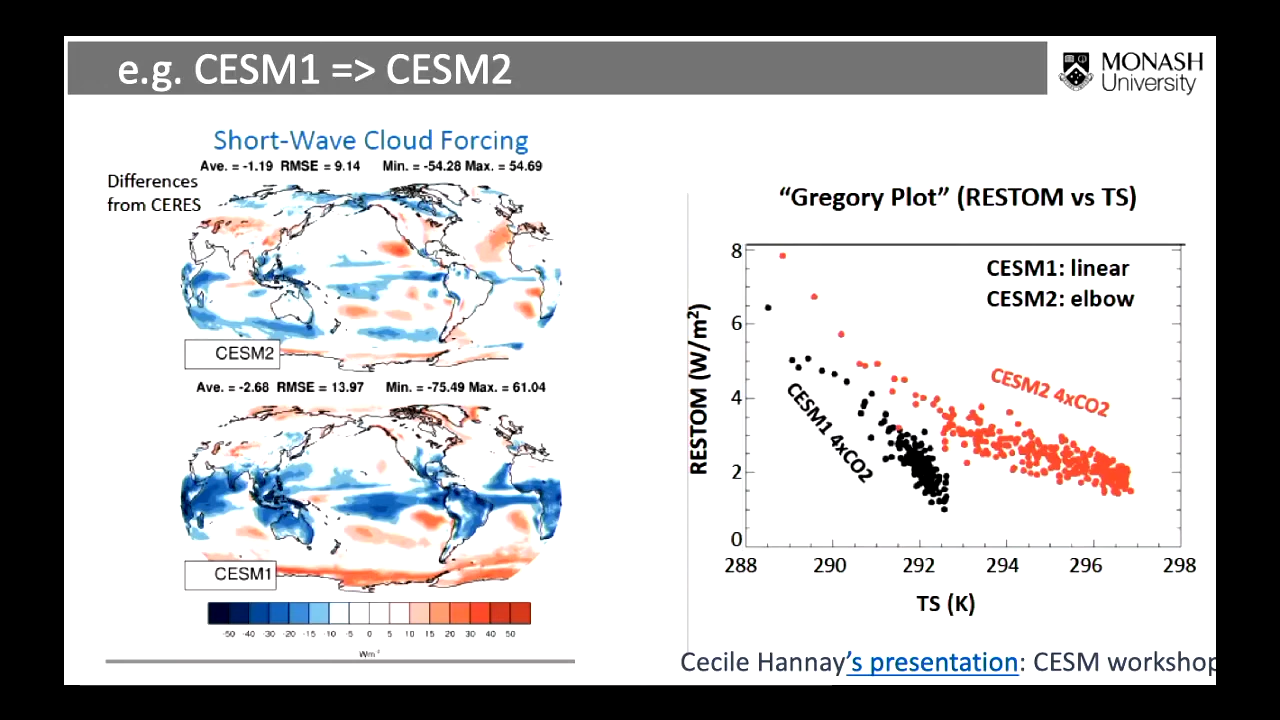 e.g. CESM1 => CESM2
MONASH
University
Short-Wave Cloud Forcing
Ave. = -1.19 RMSE = 9.14 Min. = -54.28 Max. = 54.69
Differences
from CERES
CESM2
Ave. = -2.68 RMSE = 13.97 Min. = -75.49 Max. = 61.04
CESM1
-50 -40 -30 -20 -15 -10 -5 0 5 10 15 20 30 40 50
Wm⁻²
“Gregory Plot” (RESTOM vs TS)
CESM1: linear
CESM2: elbow
RESTOM (W/m²)
8
6
4
2
0
CESM2 4xCO2
CESM1 4xCO2
288 290 292 294 296 298
TS (K)
Cecile Hannay's presentation: CESM workshop